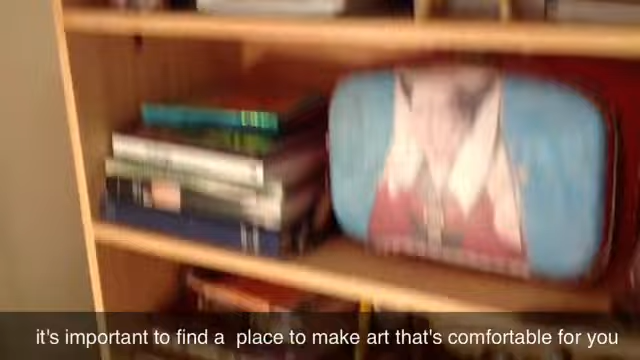 it's important to find a  place to make art that's comfortable for you